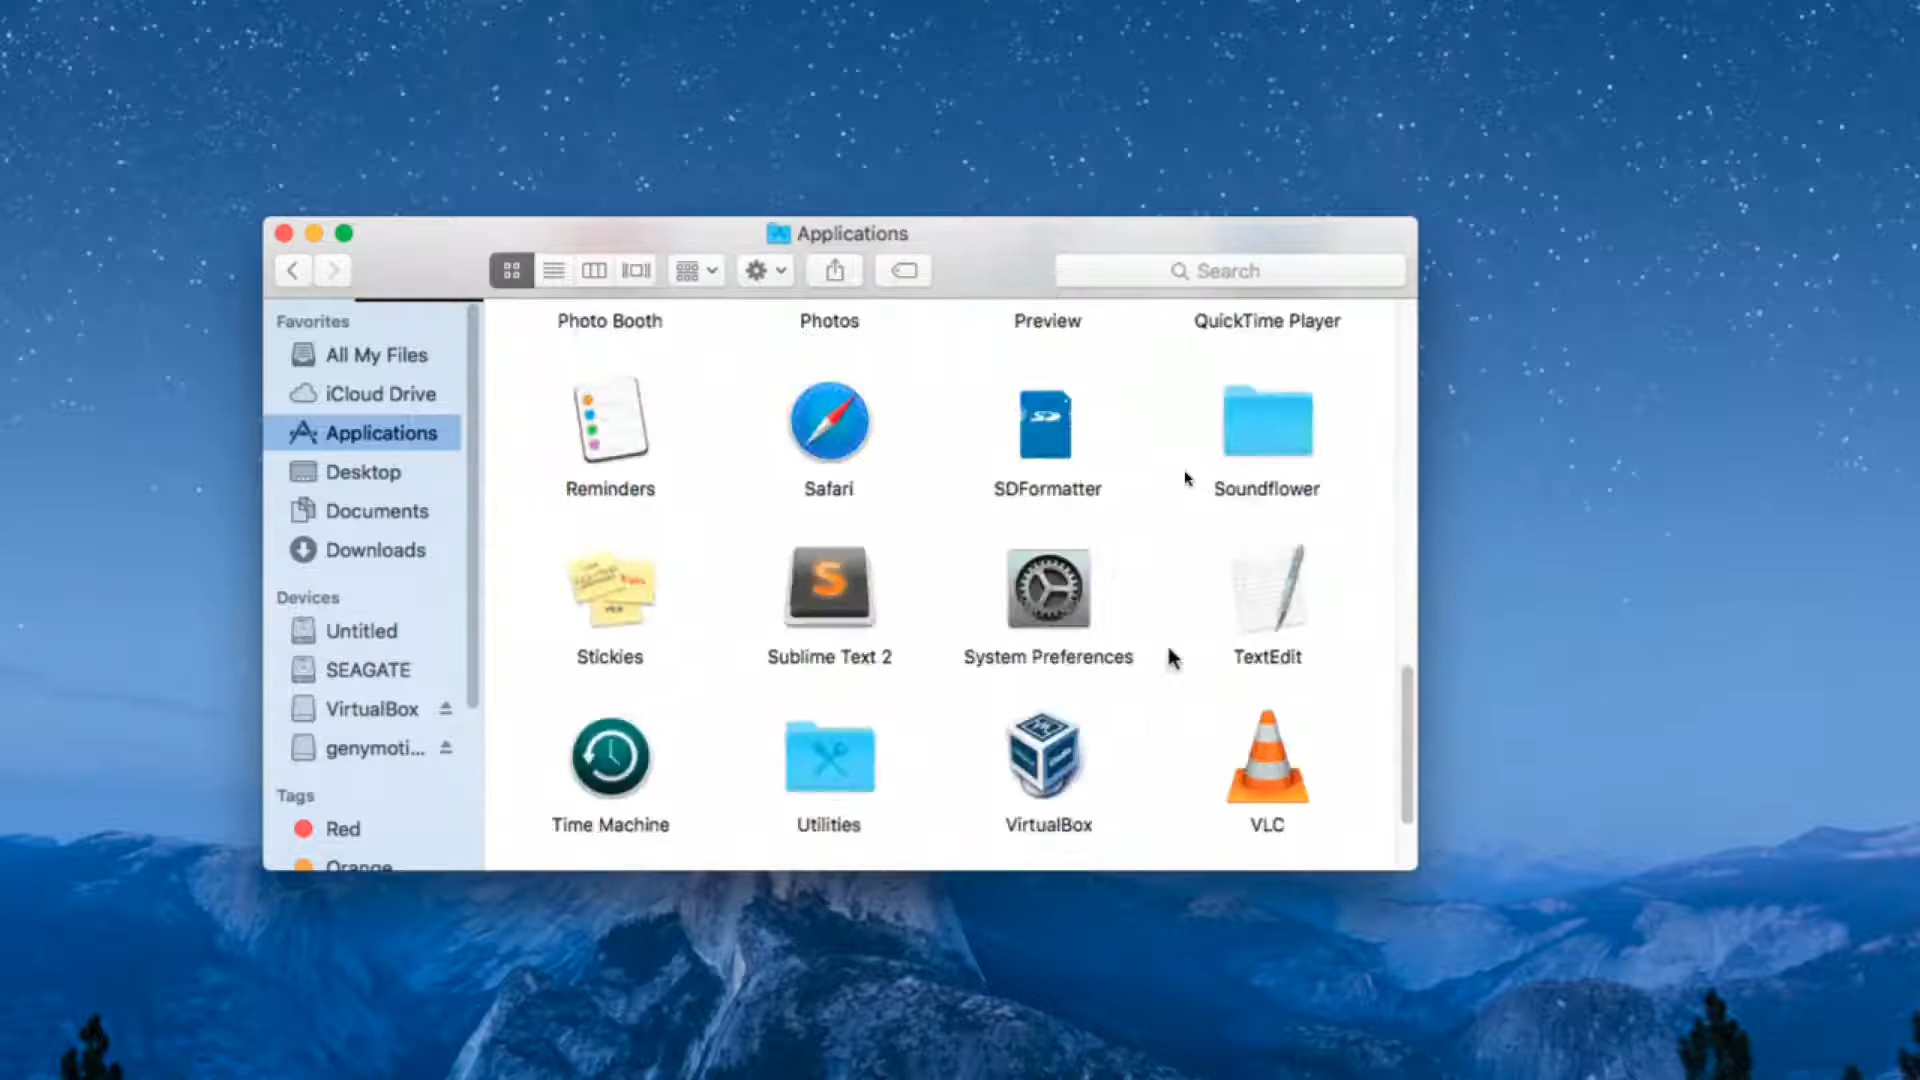 Applications
Search
Favorites
All My Files
iCloud Drive
Applications
Desktop
Documents
Downloads
Devices
Untitled
SEAGATE
VirtualBox
genymoti...
Tags
Red
Orange
Photo Booth
Photos
Preview
QuickTime Player
Reminders
Safari
SDFormatter
Soundflower
Stickies
Sublime Text 2
System Preferences
TextEdit
Time Machine
Utilities
VirtualBox
VLC